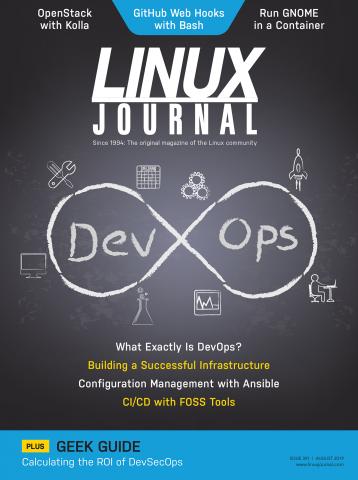 OpenStack
with Kolla
GitHub Web Hooks
with Bash
Run GNOME
in a Container
LINUX
JOURNAL
Since 1994: The original magazine of the Linux community
Dev Ops
What Exactly Is DevOps?
Building a Successful Infrastructure
Configuration Management with Ansible
CI/CD with FOSS Tools
PLUS GEEK GUIDE
Calculating the ROI of DevSecOps
ISSUE 301 | AUGUST 2019
www.linuxjournal.com